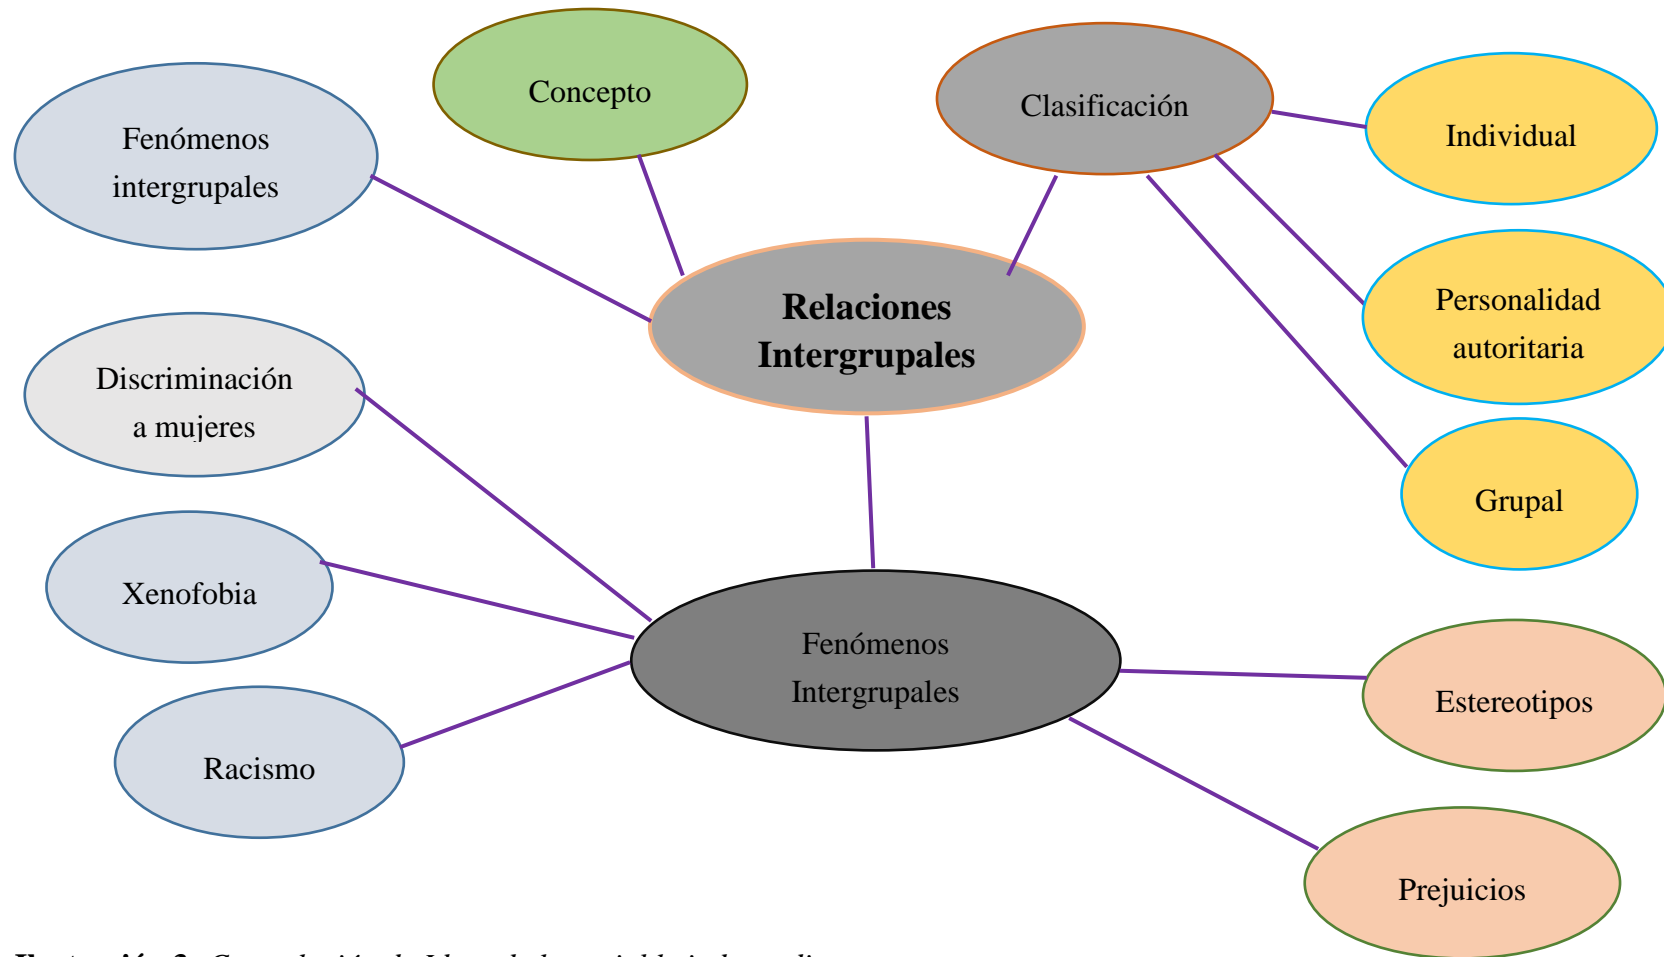 Concepto
Clasificación
Fenómenos
intergrupales
Individual
Relaciones
Intergrupales
Personalidad
autoritaria
Discriminación
a mujeres
Grupal
Xenofobia
Fenómenos
Intergrupales
Estereotipos
Racismo
Prejuicios